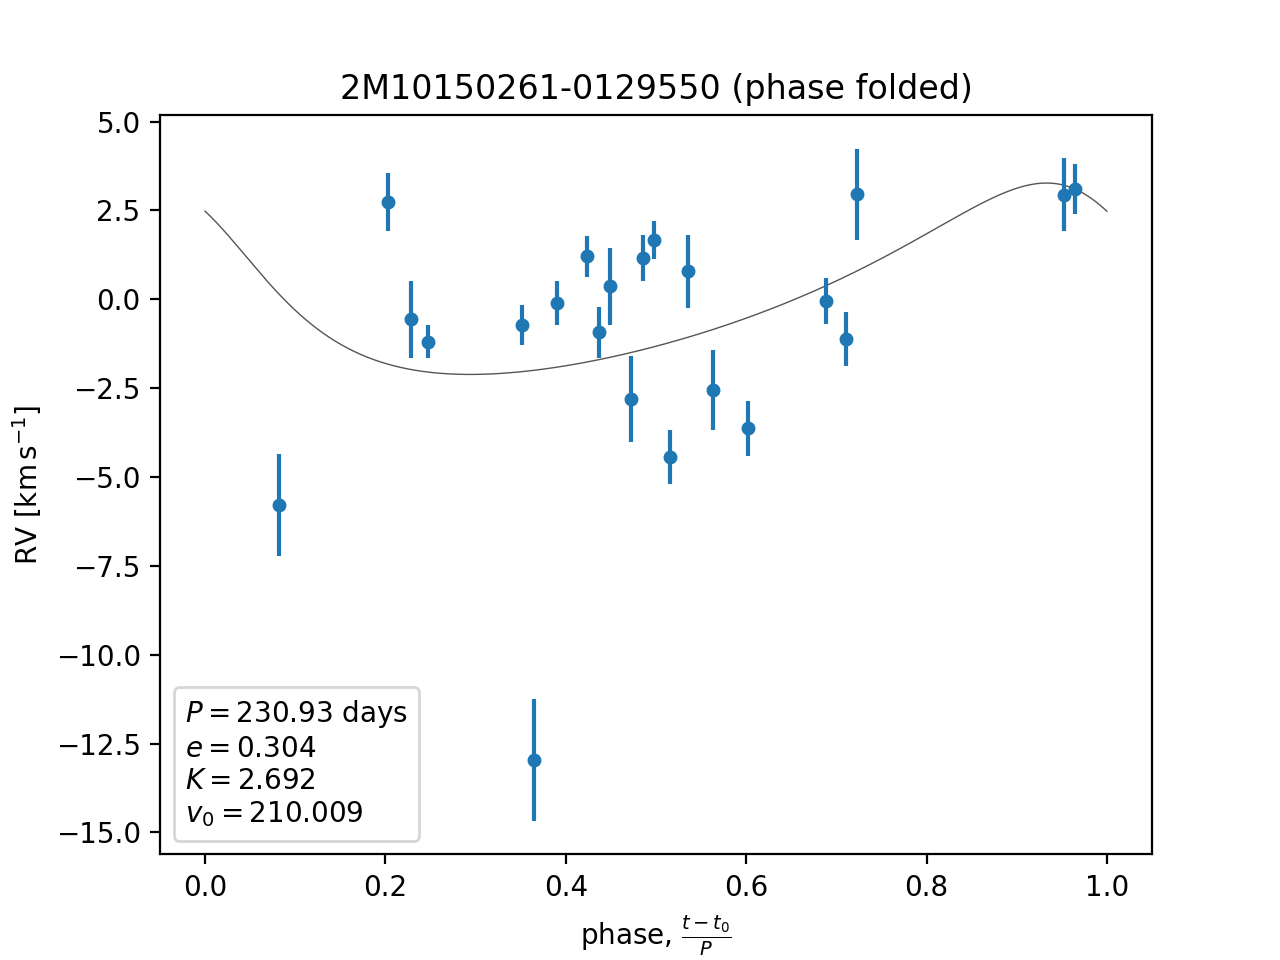 2M10150261-0129550 (phase folded)
RV [km s⁻¹]
5.0
2.5
0.0
−2.5
−5.0
−7.5
−10.0
−12.5
−15.0
P = 230.93 days
e = 0.304
K = 2.692
v₀ = 210.009
0.0 0.2 0.4 0.6 0.8 1.0
phase, (t − t₀)/P